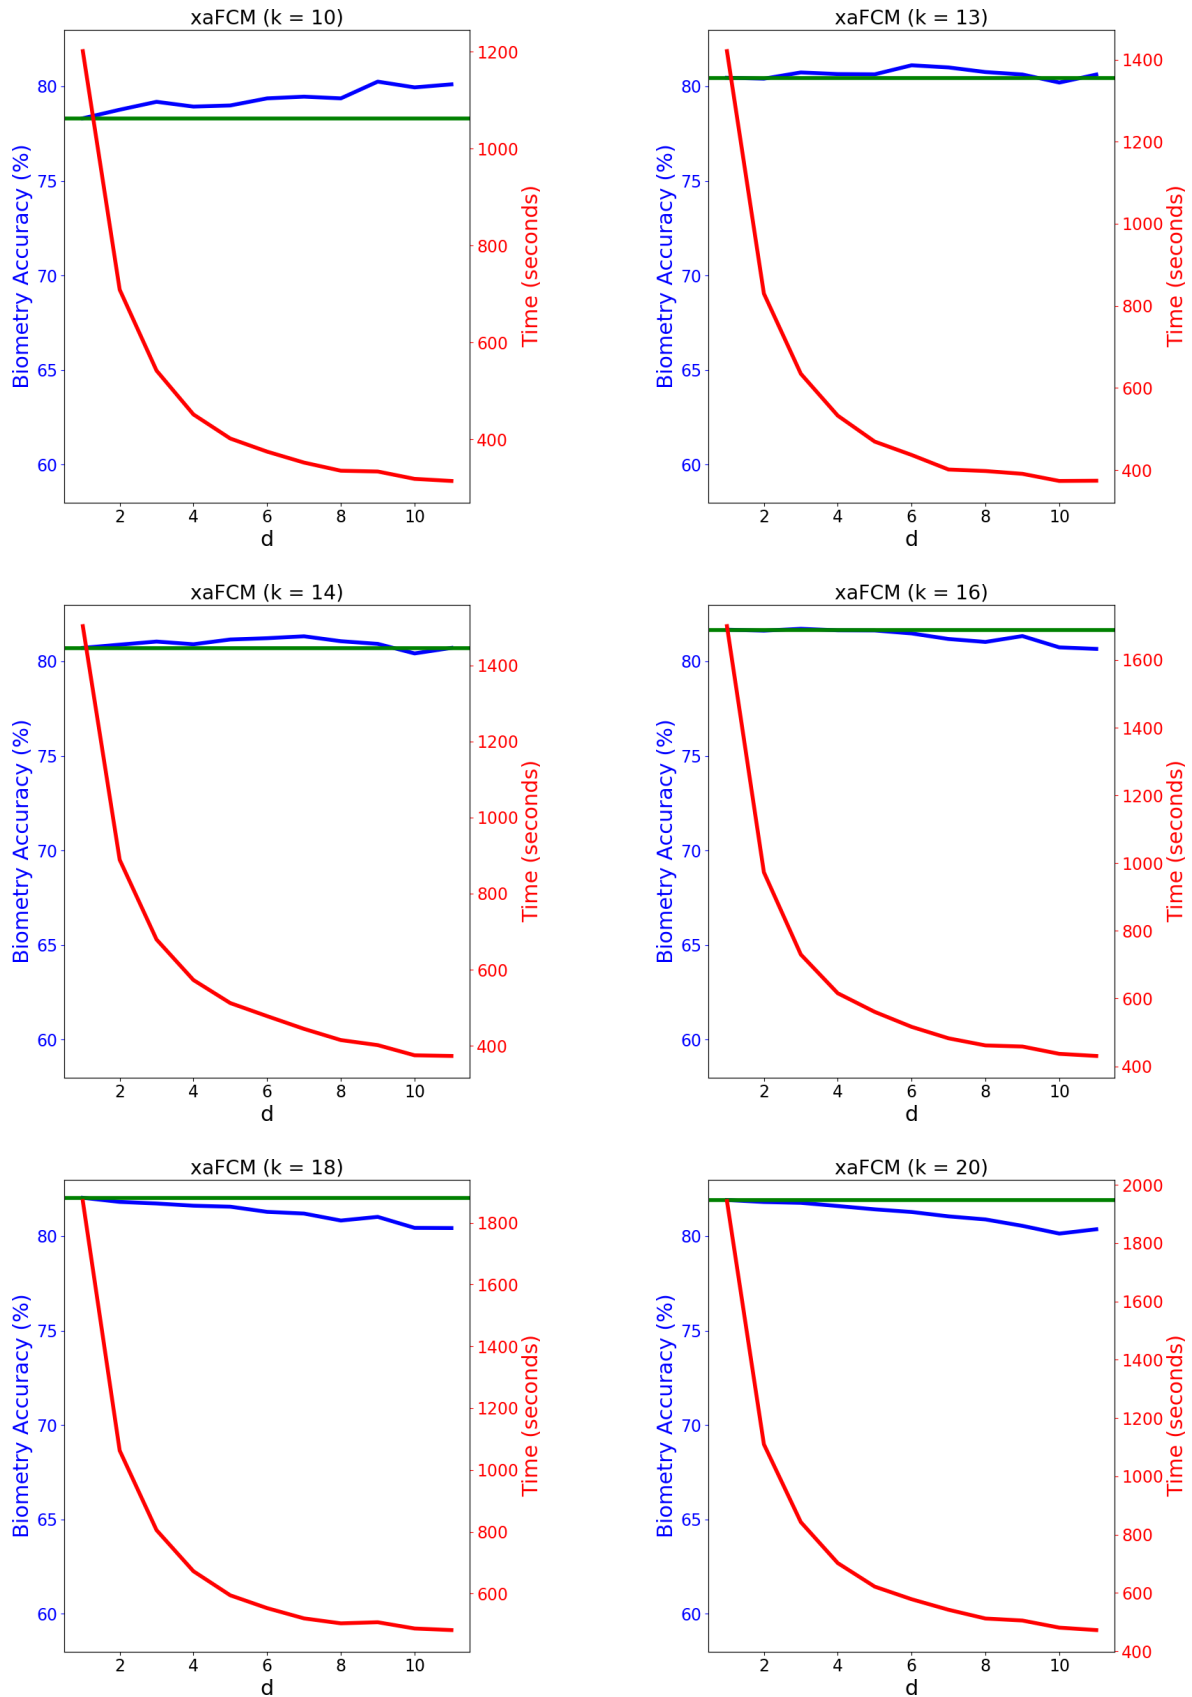 xaFCM (k = 10)
Biometry Accuracy (%)
80
75
70
65
60
1200
1000
800
600
400
Time (seconds)
2 4 6 8 10
d
xaFCM (k = 13)
Biometry Accuracy (%)
80
75
70
65
60
1400
1200
1000
800
600
400
Time (seconds)
2 4 6 8 10
d
xaFCM (k = 14)
Biometry Accuracy (%)
80
75
70
65
60
1400
1200
1000
800
600
400
Time (seconds)
2 4 6 8 10
d
xaFCM (k = 16)
Biometry Accuracy (%)
80
75
70
65
60
1600
1400
1200
1000
800
600
400
Time (seconds)
2 4 6 8 10
d
xaFCM (k = 18)
Biometry Accuracy (%)
80
75
70
65
60
1800
1600
1400
1200
1000
800
600
Time (seconds)
2 4 6 8 10
d
xaFCM (k = 20)
Biometry Accuracy (%)
80
75
70
65
60
2000
1800
1600
1400
1200
1000
800
600
400
Time (seconds)
2 4 6 8 10
d